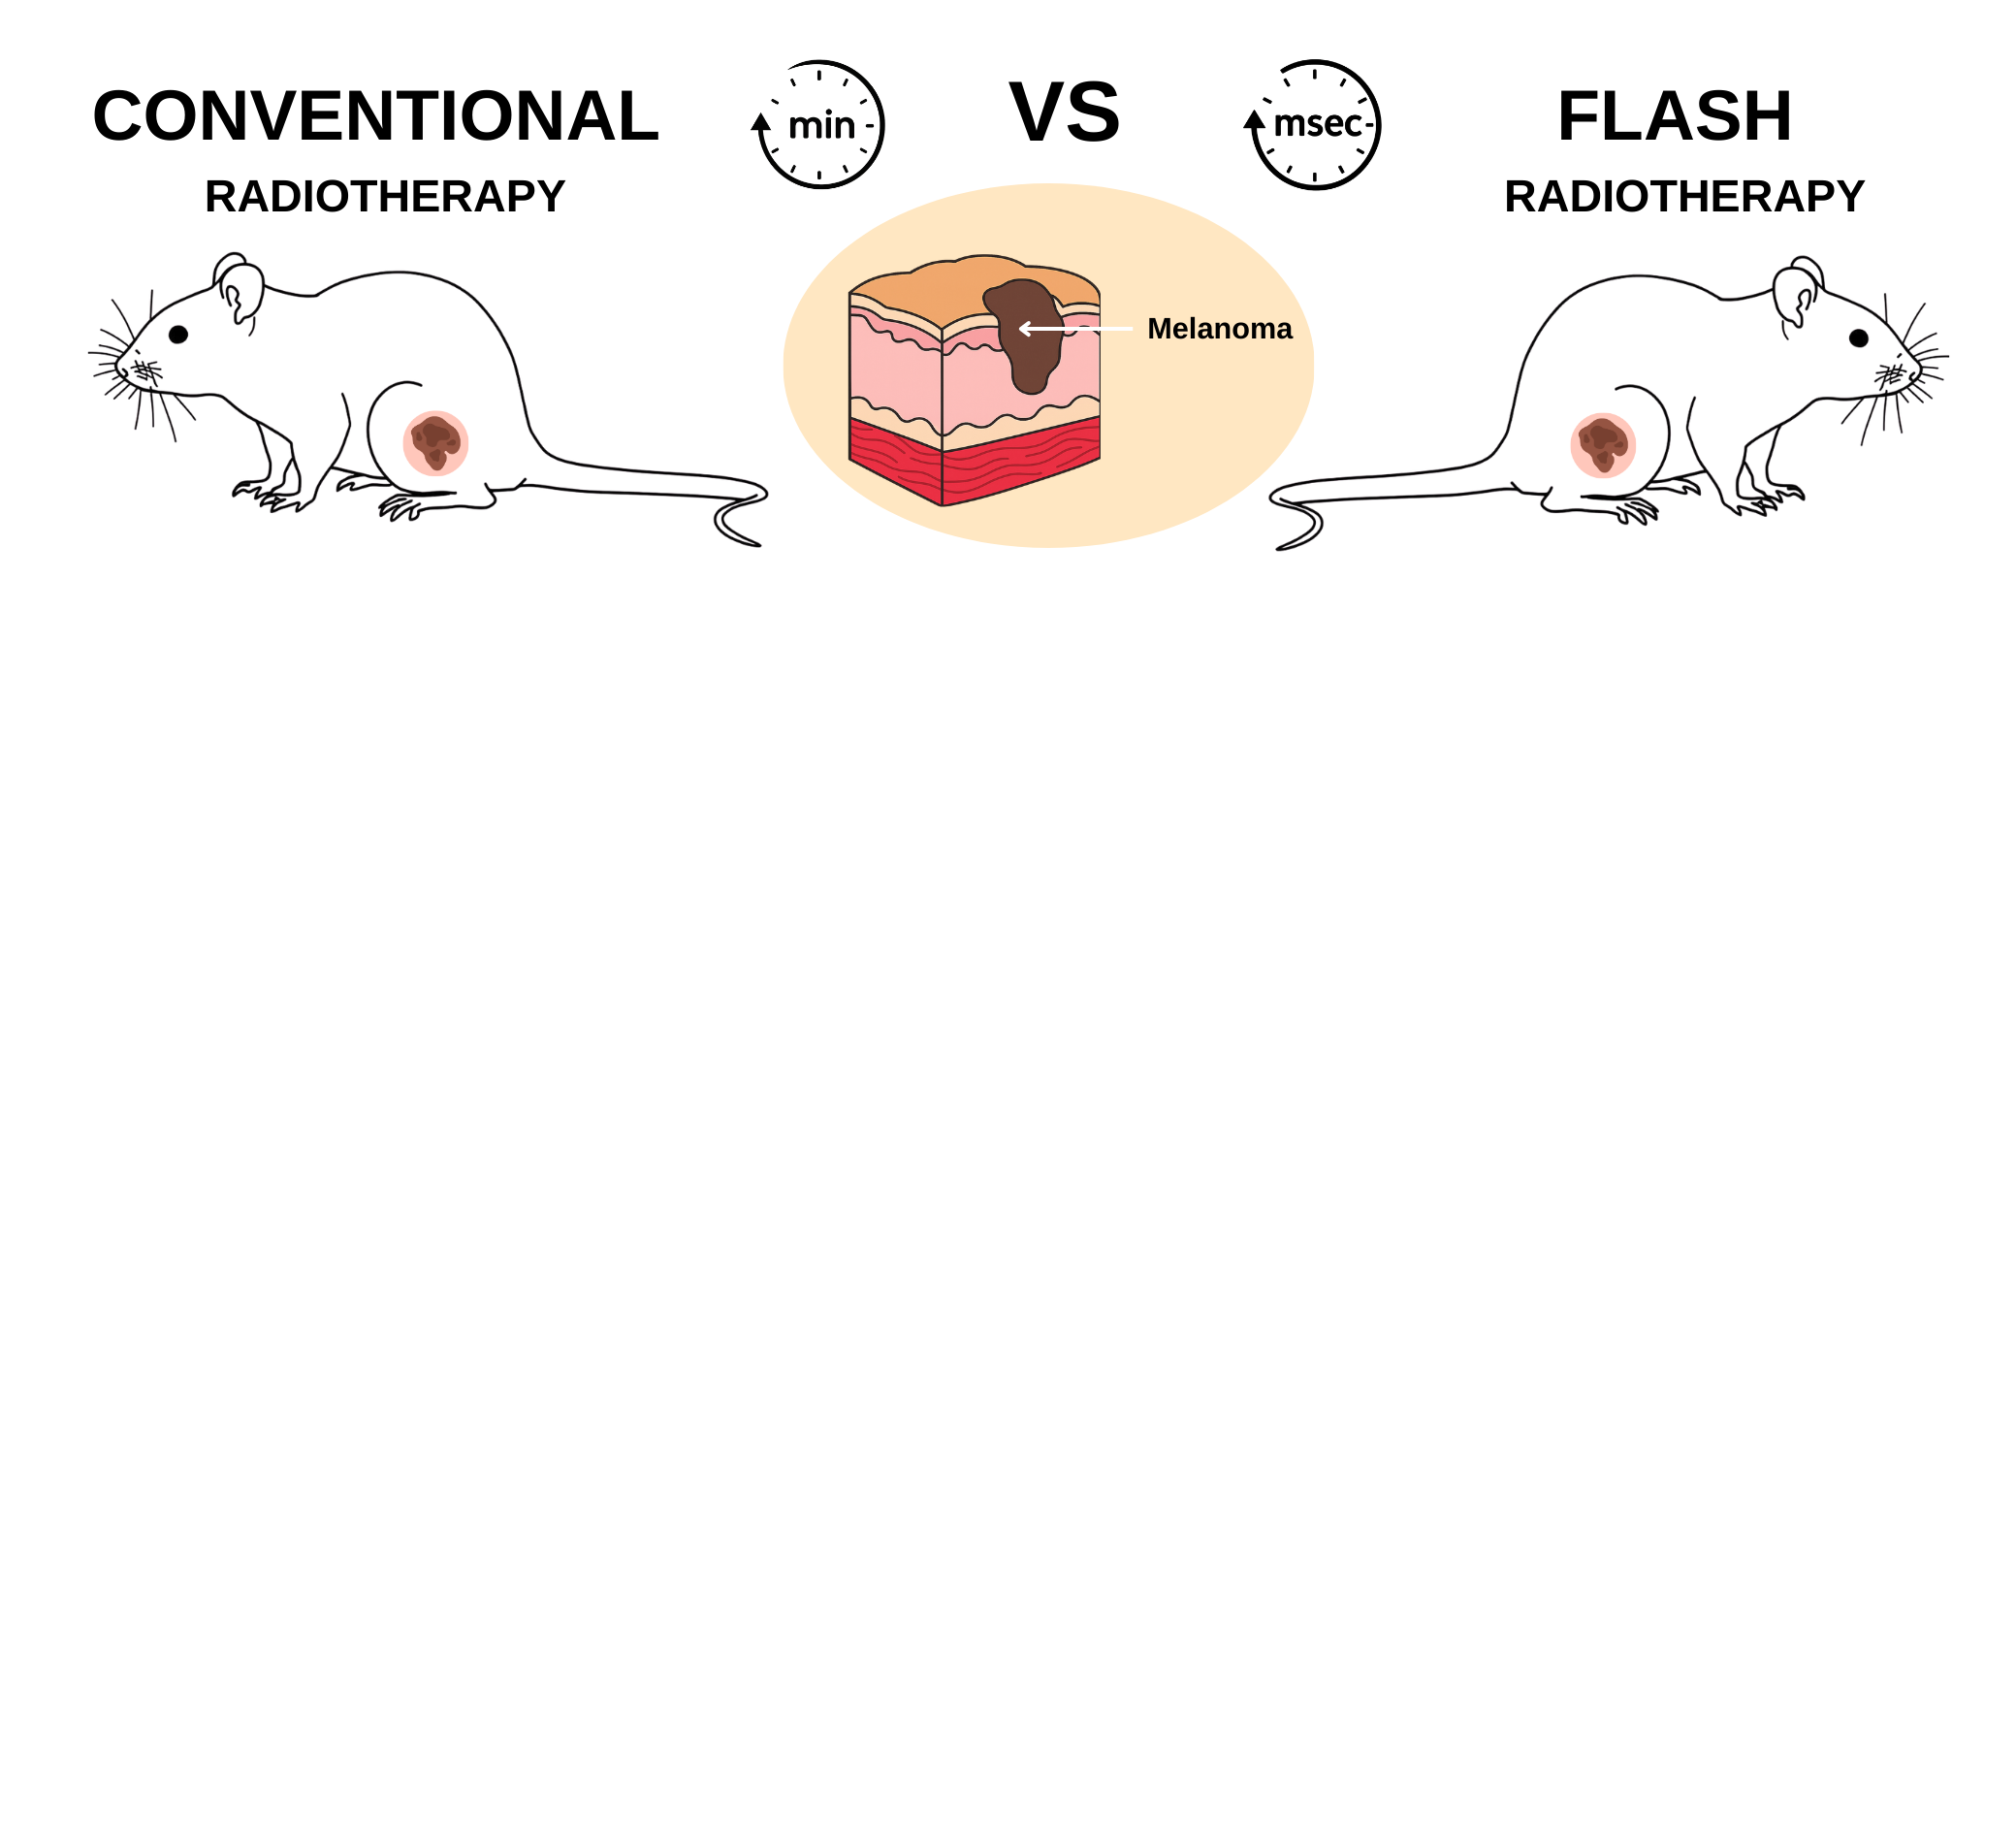 CONVENTIONAL
RADIOTHERAPY
min
VS
msec
FLASH
RADIOTHERAPY
Melanoma